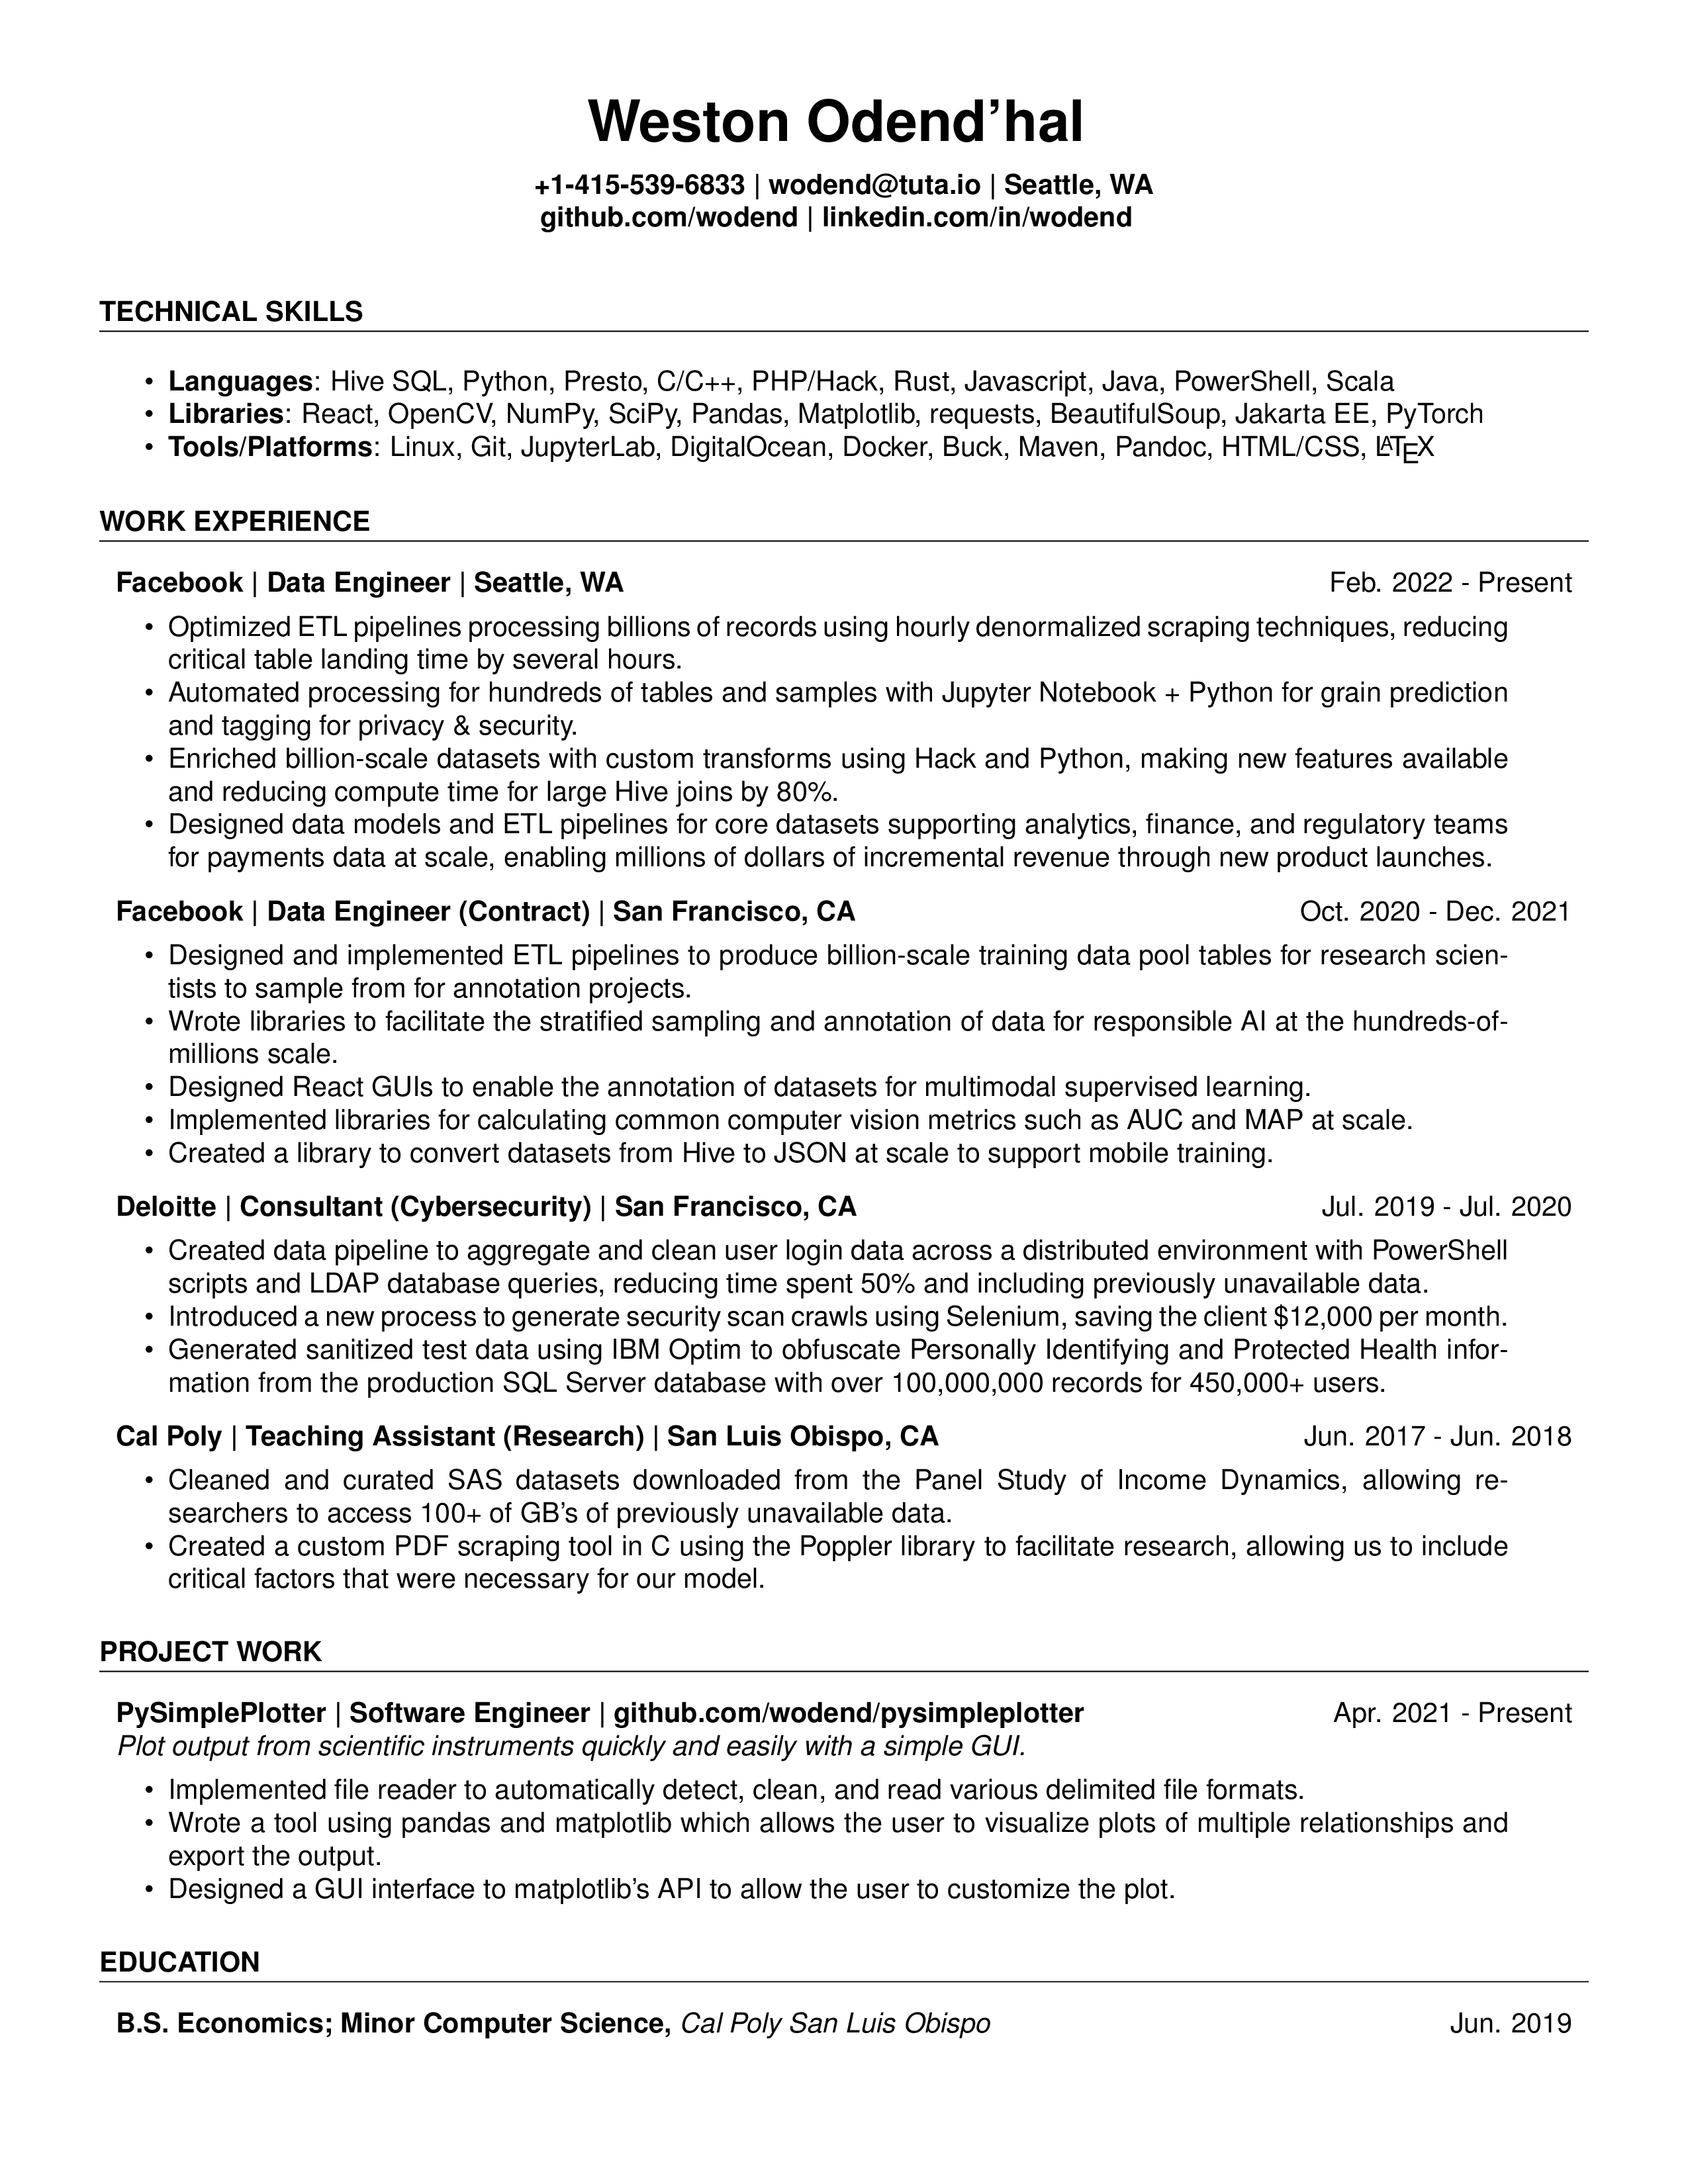 Weston Odend’hal
+1-415-539-6833 | wodend@tuta.io | Seattle, WA
github.com/wodend | linkedin.com/in/wodend
TECHNICAL SKILLS
• Languages: Hive SQL, Python, Presto, C/C++, PHP/Hack, Rust, Javascript, Java, PowerShell, Scala
• Libraries: React, OpenCV, NumPy, SciPy, Pandas, Matplotlib, requests, BeautifulSoup, Jakarta EE, PyTorch
• Tools/Platforms: Linux, Git, JupyterLab, DigitalOcean, Docker, Buck, Maven, Pandoc, HTML/CSS, LATEX
WORK EXPERIENCE
Facebook | Data Engineer | Seattle, WA Feb. 2022 - Present
• Optimized ETL pipelines processing billions of records using hourly denormalized scraping techniques, reducing
critical table landing time by several hours.
• Automated processing for hundreds of tables and samples with Jupyter Notebook + Python for grain prediction
and tagging for privacy & security.
• Enriched billion-scale datasets with custom transforms using Hack and Python, making new features available
and reducing compute time for large Hive joins by 80%.
• Designed data models and ETL pipelines for core datasets supporting analytics, finance, and regulatory teams
for payments data at scale, enabling millions of dollars of incremental revenue through new product launches.
Facebook | Data Engineer (Contract) | San Francisco, CA Oct. 2020 - Dec. 2021
• Designed and implemented ETL pipelines to produce billion-scale training data pool tables for research scien-
tists to sample from for annotation projects.
• Wrote libraries to facilitate the stratified sampling and annotation of data for responsible AI at the hundreds-of-
millions scale.
• Designed React GUIs to enable the annotation of datasets for multimodal supervised learning.
• Implemented libraries for calculating common computer vision metrics such as AUC and MAP at scale.
• Created a library to convert datasets from Hive to JSON at scale to support mobile training.
Deloitte | Consultant (Cybersecurity) | San Francisco, CA Jul. 2019 - Jul. 2020
• Created data pipeline to aggregate and clean user login data across a distributed environment with PowerShell
scripts and LDAP database queries, reducing time spent 50% and including previously unavailable data.
• Introduced a new process to generate security scan crawls using Selenium, saving the client $12,000 per month.
• Generated sanitized test data using IBM Optim to obfuscate Personally Identifying and Protected Health infor-
mation from the production SQL Server database with over 100,000,000 records for 450,000+ users.
Cal Poly | Teaching Assistant (Research) | San Luis Obispo, CA Jun. 2017 - Jun. 2018
• Cleaned and curated SAS datasets downloaded from the Panel Study of Income Dynamics, allowing re-
searchers to access 100+ of GB’s of previously unavailable data.
• Created a custom PDF scraping tool in C using the Poppler library to facilitate research, allowing us to include
critical factors that were necessary for our model.
PROJECT WORK
PySimplePlotter | Software Engineer | github.com/wodend/pysimpleplotter Apr. 2021 - Present
Plot output from scientific instruments quickly and easily with a simple GUI.
• Implemented file reader to automatically detect, clean, and read various delimited file formats.
• Wrote a tool using pandas and matplotlib which allows the user to visualize plots of multiple relationships and
export the output.
• Designed a GUI interface to matplotlib’s API to allow the user to customize the plot.
EDUCATION
B.S. Economics; Minor Computer Science, Cal Poly San Luis Obispo Jun. 2019